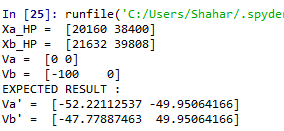 In [25]: runfile('C:/Users/Shahar/.spyder
Xa_HP =  [20160 38400]
Xb_HP =  [21632 39808]
Va =  [0 0]
Vb =  [-100    0]
EXPECTED RESULT :
Va' =  [-52.22112537 -49.95064166]
Vb' =  [-47.77887463  49.95064166]